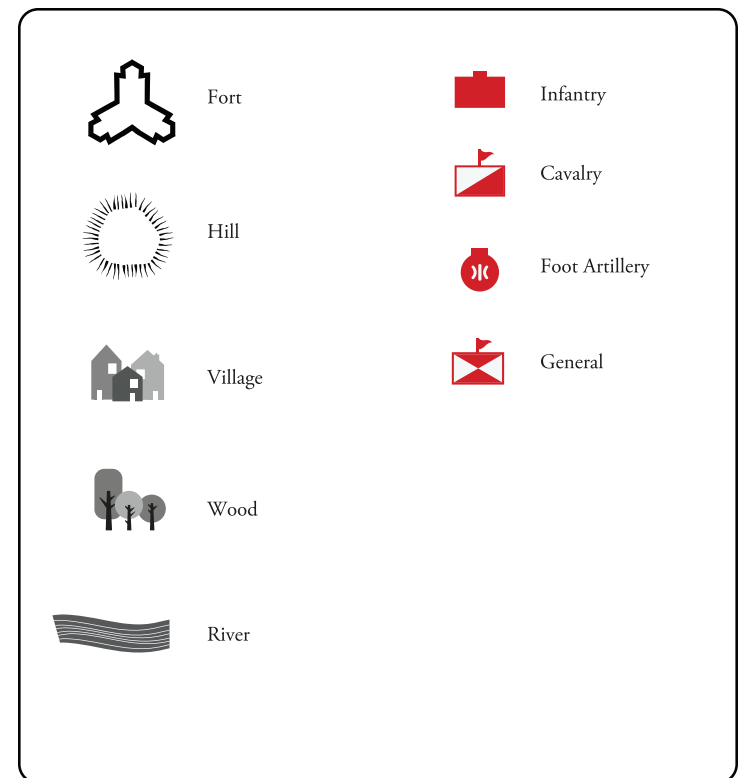 Fort
Hill
Village
Wood
River
Infantry
Cavalry
Foot Artillery
General